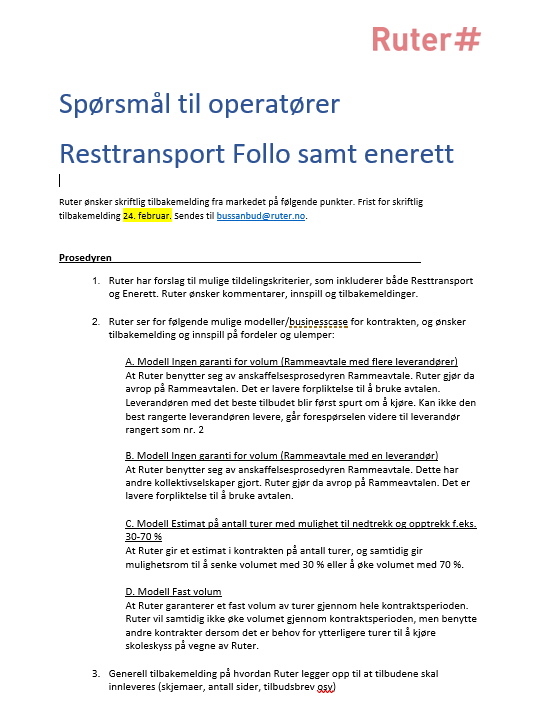 Ruter#
Spørsmål til operatører
Resttransport Follo samt enerett
Ruter ønsker skriftlig tilbakemelding fra markedet på følgende punkter. Frist for skriftlig
tilbakemelding 24. februar. Sendes til bussanbud@ruter.no.
Prosedyren
1. Ruter har forslag til mulige tildelingskriterier, som inkluderer både Resttransport
og Enerett. Ruter ønsker kommentarer, innspill og tilbakemeldinger.
2. Ruter ser for følgende mulige modeller/businesscase for kontrakten, og ønsker
tilbakemelding og innspill på fordeler og ulemper:
A. Modell Ingen garanti for volum (Rammeavtale med flere leverandører)
At Ruter benytter seg av anskaffelsesprosedyren Rammeavtale. Ruter gjør da
avrop på Rammeavtalen. Det er lavere forpliktelse til å bruke avtalen.
Leverandøren med det beste tilbudet blir først spurt om å kjøre. Kan ikke den
best rangerte leverandøren levere, går forespørselen videre til leverandør
rangert som nr. 2
B. Modell Ingen garanti for volum (Rammeavtale med en leverandør)
At Ruter benytter seg av anskaffelsesprosedyren Rammeavtale. Dette har
andre kollektivselskaper gjort. Ruter gjør da avrop på Rammeavtalen. Det er
lavere forpliktelse til å bruke avtalen.
C. Modell Estimat på antall turer med mulighet til nedtrekk og opptrekk f.eks.
30-70 %
At Ruter gir et estimat i kontrakten på antall turer, og samtidig gir
mulighetsrom til å senke volumet med 30 % eller å øke volumet med 70 %.
D. Modell Fast volum
At Ruter garanterer et fast volum av turer gjennom hele kontraktsperioden.
Ruter vil samtidig ikke øke volumet gjennom kontraktsperioden, men benytte
andre kontrakter dersom det er behov for ytterligere turer til å kjøre
skoleskyss på vegne av Ruter.
3. Generell tilbakemelding på hvordan Ruter legger opp til at tilbudene skal
innleveres (skjemaer, antall sider, tilbudsbrev osv)